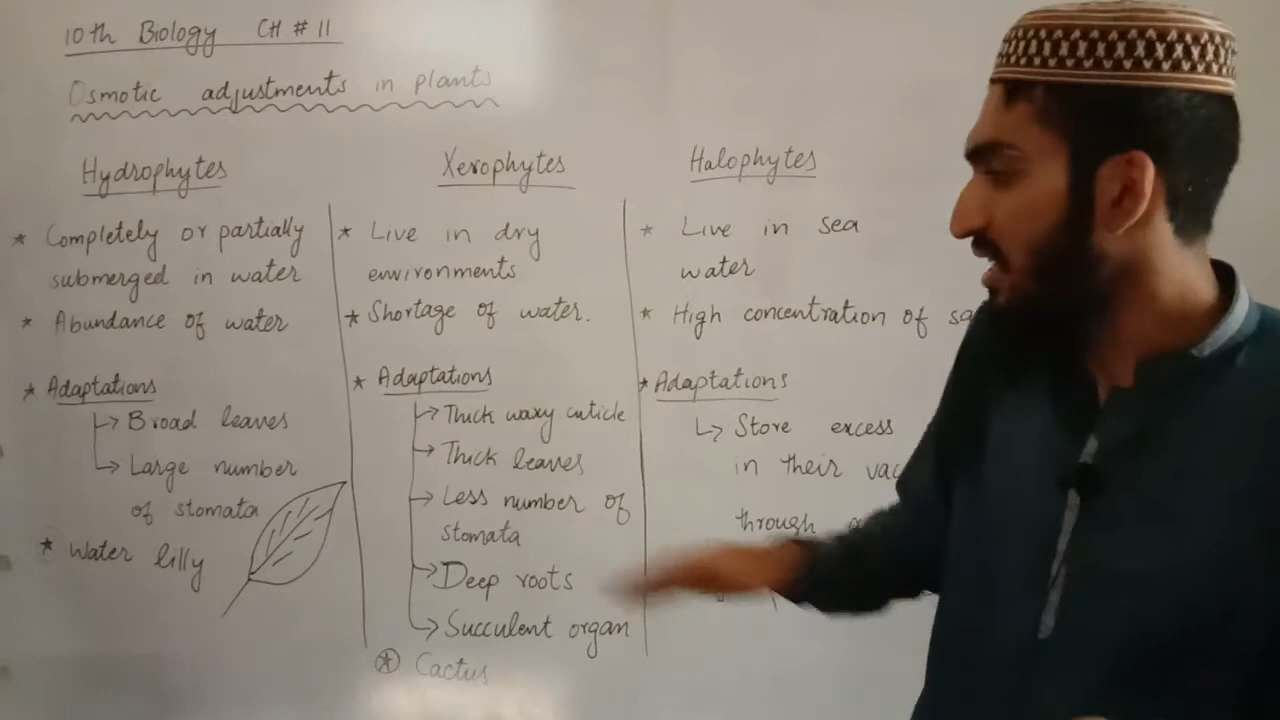 10th Biology CH # 11
Osmotic adjustments in plants
Hydrophytes
* Completely or partially
submerged in water
* Abundance of water
* Adaptations
↳ Broad leaves
↳ Large number
of stomata
* Water lilly
Xerophytes
* Live in dry
environments
* Shortage of water.
* Adaptations
↳ Thick waxy cuticle
↳ Thick leaves
↳ Less number of
stomata
↳ Deep roots
↳ Succulent organ
* Cactus
Halophytes
* Live in sea
water
* High concentration of
* Adaptations
↳ Store excess
in their
through